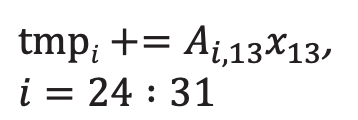 tmpᵢ += Aᵢ,₁₃x₁₃,
i = 24 : 31